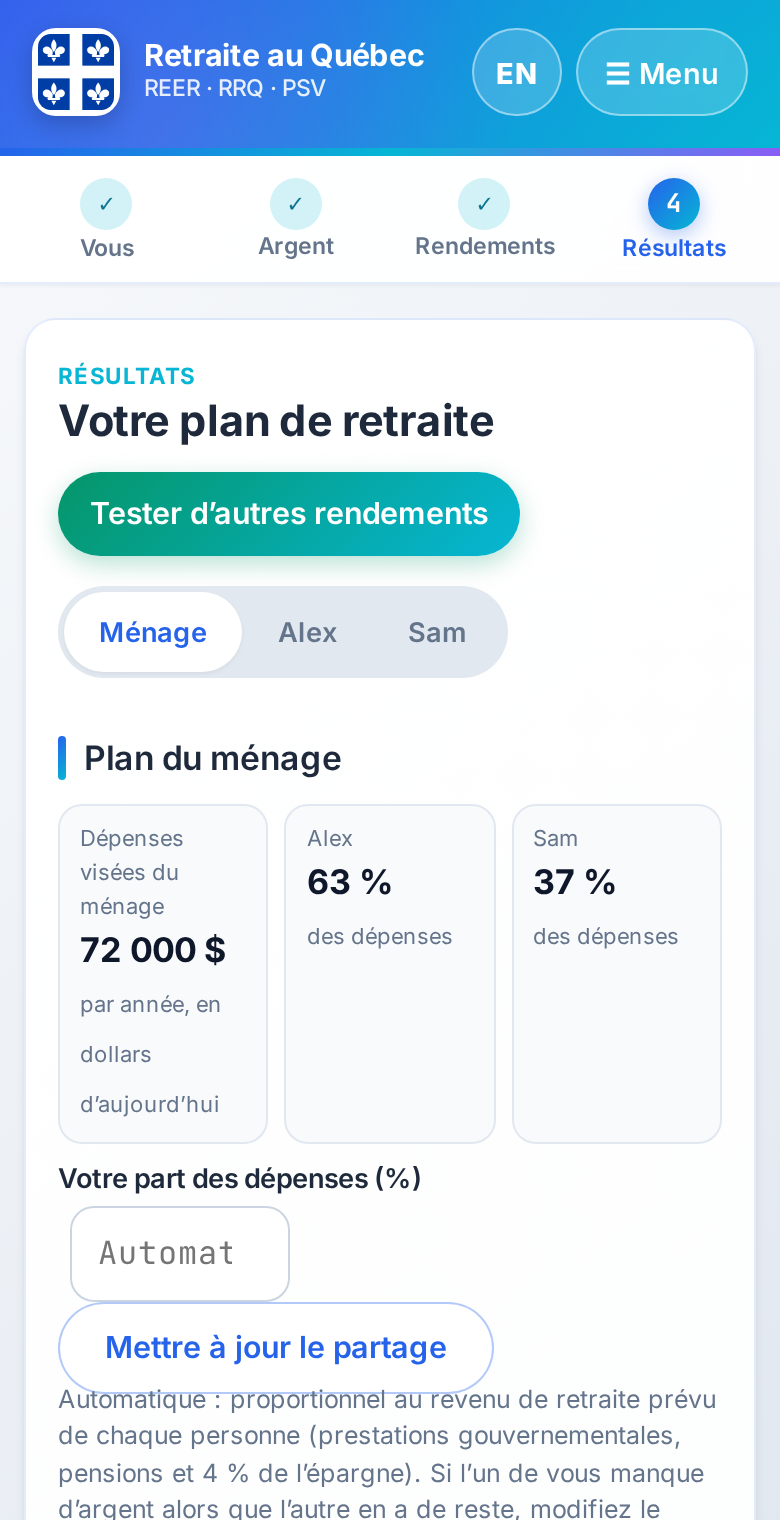 Retraite au Québec
REER · RRQ · PSV
EN
☰ Menu
✓
Vous
✓
Argent
✓
Rendements
4
Résultats
RÉSULTATS
Votre plan de retraite
Tester d’autres rendements
Ménage
Alex
Sam
Plan du ménage
Dépenses
visées du
ménage
72 000 $
par année, en
dollars
d’aujourd’hui
Alex
63 %
des dépenses
Sam
37 %
des dépenses
Votre part des dépenses (%)
Automat
Mettre à jour le partage
Automatique : proportionnel au revenu de retraite prévu
de chaque personne (prestations gouvernementales,
pensions et 4 % de l’épargne). Si l’un de vous manque
d’argent alors que l’autre en a de reste, modifiez le